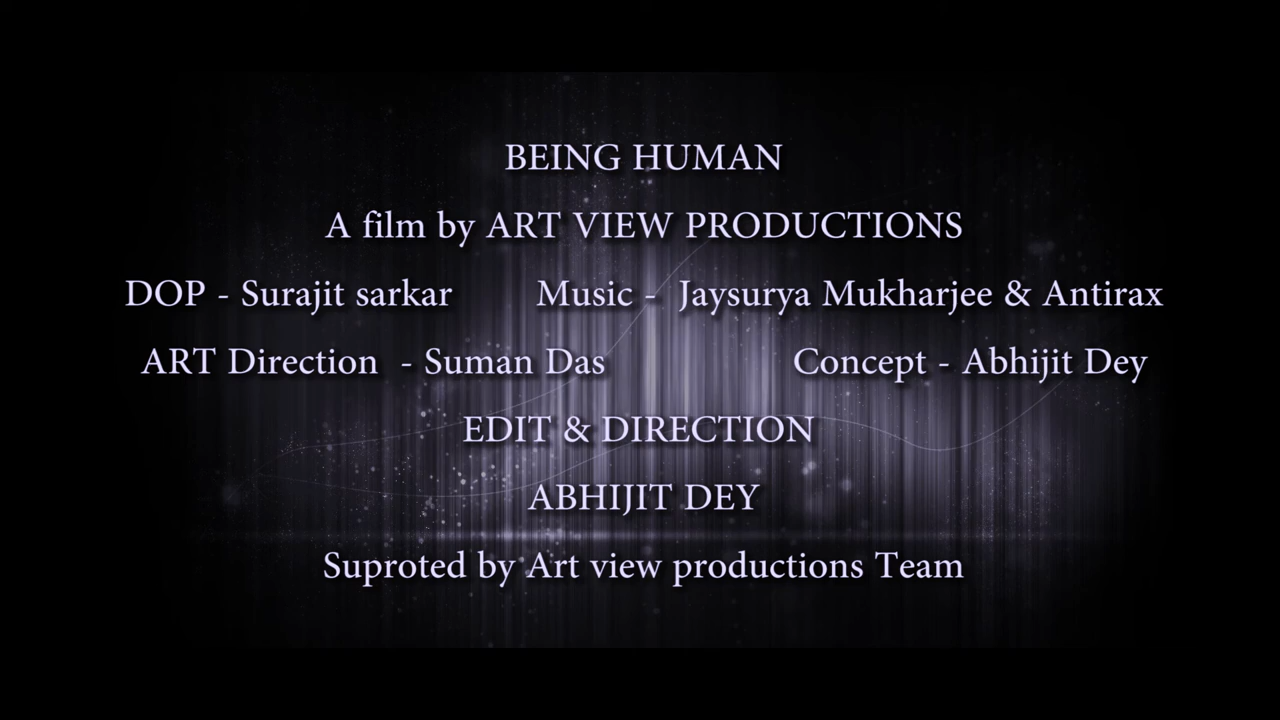 BEING HUMAN
A film by ART VIEW PRODUCTIONS
DOP - Surajit sarkar Music - Jaysurya Mukharjee & Antirax
ART Direction - Suman Das Concept - Abhijit Dey
EDIT & DIRECTION
ABHIJIT DEY
Suproted by Art view productions Team